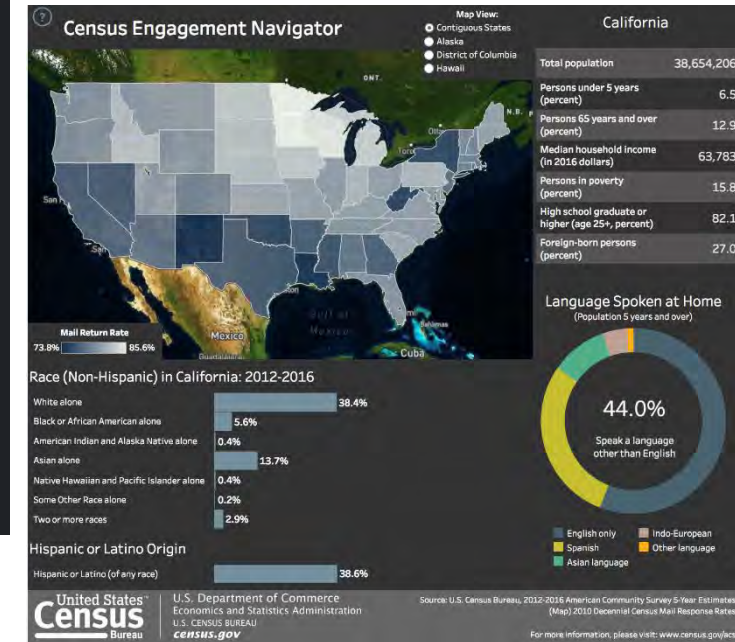 ?
Census Engagement Navigator
Map View:
Contiguous States
Alaska
District of Columbia
Hawaii
ONT.
N.B.
Mexico
Gulf of
Mexico
Cuba
Bahamas
Mail Return Rate
73.8% 85.6%
California
Total population 38,654,206
Persons under 5 years
(percent) 6.5
Persons 65 years and over
(percent) 12.9
Median household income
(in 2016 dollars) 63,783
Persons in poverty
(percent) 15.8
High school graduate or
higher (age 25+, percent) 82.1
Foreign-born persons
(percent) 27.0
Language Spoken at Home
(Population 5 years and over)
44.0%
Speak a language
other than English
English only Indo-European
Spanish Other language
Asian language
Race (Non-Hispanic) in California: 2012-2016
White alone 38.4%
Black or African American alone 5.6%
American Indian and Alaska Native alone 0.4%
Asian alone 13.7%
Native Hawaiian and Pacific Islander alone 0.4%
Some Other Race alone 0.2%
Two or more races 2.9%
Hispanic or Latino Origin
Hispanic or Latino (of any race) 38.6%
United States™
Census
Bureau
U.S. Department of Commerce
Economics and Statistics Administration
U.S. CENSUS BUREAU
census.gov
Source: U.S. Census Bureau, 2012-2016 American Community Survey 5-Year Estimates
(Map) 2010 Decennial Census Mail Response Rates
For more information, please visit: www.census.gov/acs